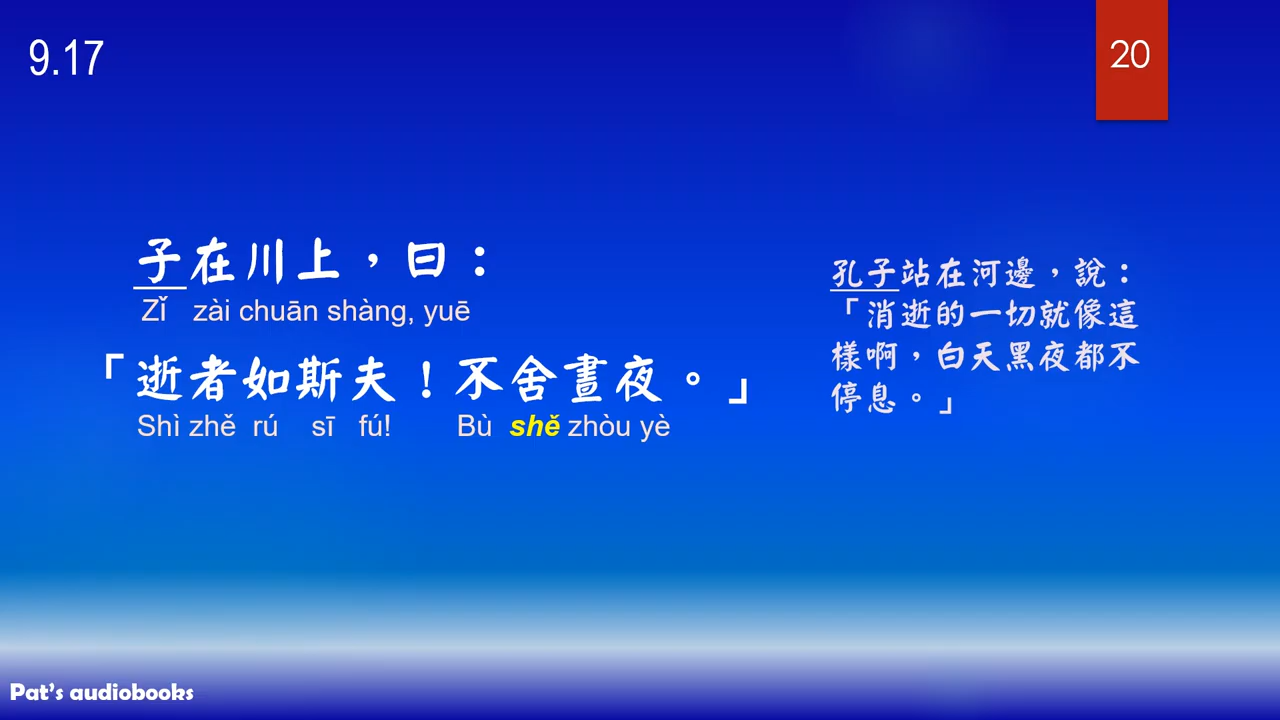 9.17
20
子在川上，曰：
Zǐ zài chuān shàng, yuē
「逝者如斯夫！不舍晝夜。」
Shì zhě rú sī fú! Bù shě zhòu yè
孔子站在河邊，說：
「消逝的一切就像這
樣啊，白天黑夜都不
停息。」
Pat's audiobooks